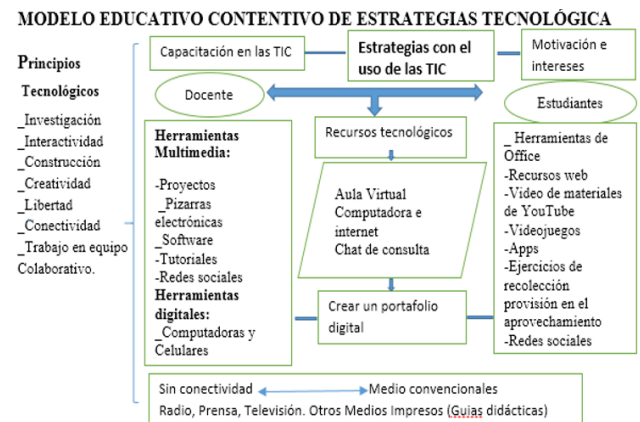 MODELO EDUCATIVO CONTENTIVO DE ESTRATEGIAS TECNOLÓGICA
Principios
Tecnológicos
_Investigación
_Interactividad
_Construcción
_Creatividad
_Libertad
_Conectividad
_Trabajo en equipo
Colaborativo.
Capacitación en las TIC
Estrategias con el
uso de las TIC
Motivación e
intereses
Docente
Estudiantes
Herramientas
Multimedia:
-Proyectos
_Pizarras
electrónicas
_Software
-Tutoriales
-Redes sociales
Herramientas
digitales:
_Computadoras y
Celulares
Recursos tecnológicos
Aula Virtual
Computadora e
internet
Chat de consulta
Crear un portafolio
digital
_ Herramientas de
Office
-Recursos web
-Video de materiales
de YouTube
-Videojuegos
-Apps
-Ejercicios de
recolección
provisión en el
aprovechamiento
-Redes sociales
Sin conectividad Medio convencionales
Radio, Prensa, Televisión. Otros Medios Impresos (Guias didácticas)